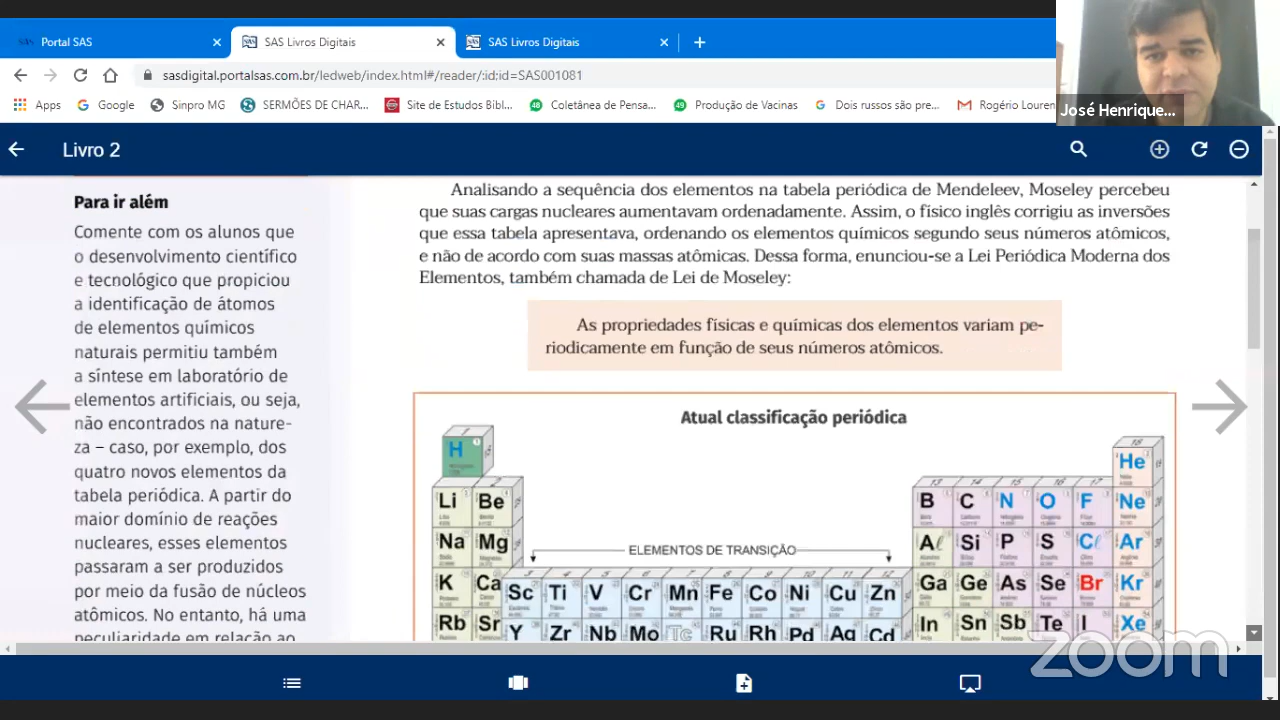 Portal SAS
SAS Livros Digitais
SAS Livros Digitais
sasdigital.portalsas.com.br/ledweb/index.html#/reader/:id:id=SAS001081
Apps
Google
Sinpro MG
SERMÕES DE CHAR...
Site de Estudos Bibl...
Coletânea de Pensa...
Produção de Vacinas
Dois russos são pre...
Rogério Louren
José Henrique...
Livro 2
Para ir além
Comente com os alunos que
o desenvolvimento científico
e tecnológico que propiciou
a identificação de átomos
de elementos químicos
naturais permitiu também
a síntese em laboratório de
elementos artificiais, ou seja,
não encontrados na nature-
za – caso, por exemplo, dos
quatro novos elementos da
tabela periódica. A partir do
maior domínio de reações
nucleares, esses elementos
passaram a ser produzidos
por meio da fusão de núcleos
atômicos. No entanto, há uma
peculiaridade em relação ao
Analisando a sequência dos elementos na tabela periódica de Mendeleev, Moseley percebeu
que suas cargas nucleares aumentavam ordenadamente. Assim, o físico inglês corrigiu as inversões
que essa tabela apresentava, ordenando os elementos químicos segundo seus números atômicos,
e não de acordo com suas massas atômicas. Dessa forma, enunciou-se a Lei Periódica Moderna dos
Elementos, também chamada de Lei de Moseley:
As propriedades físicas e químicas dos elementos variam pe-
riodicamente em função de seus números atômicos.
Atual classificação periódica
H He
Li Be B C N O F Ne
ELEMENTOS DE TRANSIÇÃO
Na Mg Al Si P S Cl Ar
K Ca Sc Ti V Cr Mn Fe Co Ni Cu Zn Ga Ge As Se Br Kr
Rb Sr Y Zr Nb Mo Tc Ru Rh Pd Ag Cd In Sn Sb Te I Xe
zoom